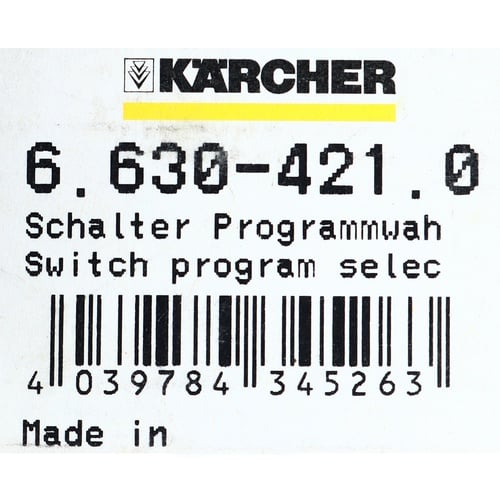 KÄRCHER
6.630-421.0
Schalter Programmwah
Switch program selec
4 039784 345263
Made in